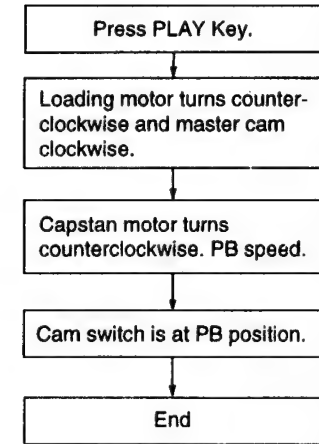 Press PLAY Key.
Loading motor turns counter-
clockwise and master cam
clockwise.
Capstan motor turns
counterclockwise. PB speed.
Cam switch is at PB position.
End